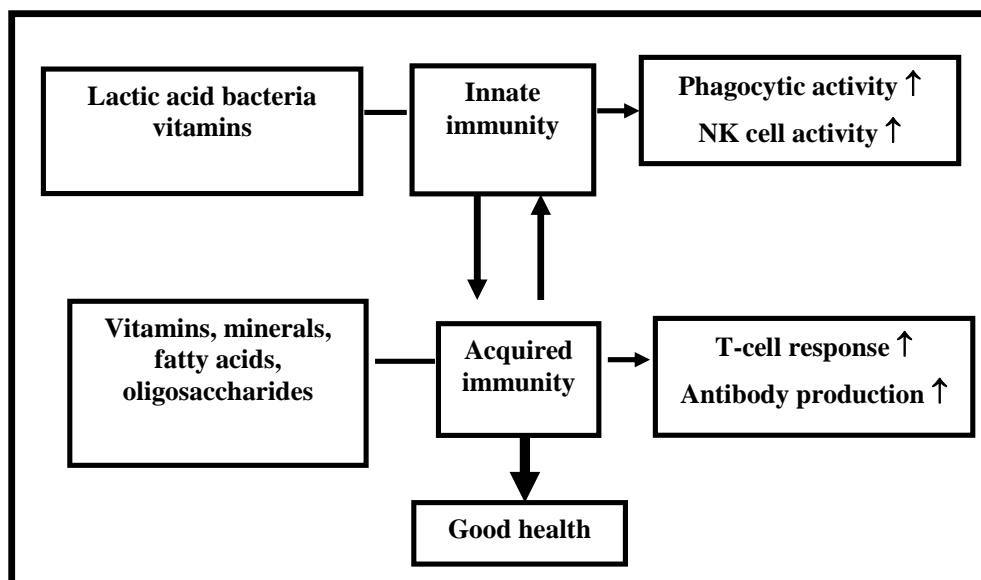 Lactic acid bacteria
vitamins
Innate
immunity
Phagocytic activity ↑
NK cell activity ↑
Vitamins, minerals,
fatty acids,
oligosaccharides
Acquired
immunity
T-cell response ↑
Antibody production ↑
Good health